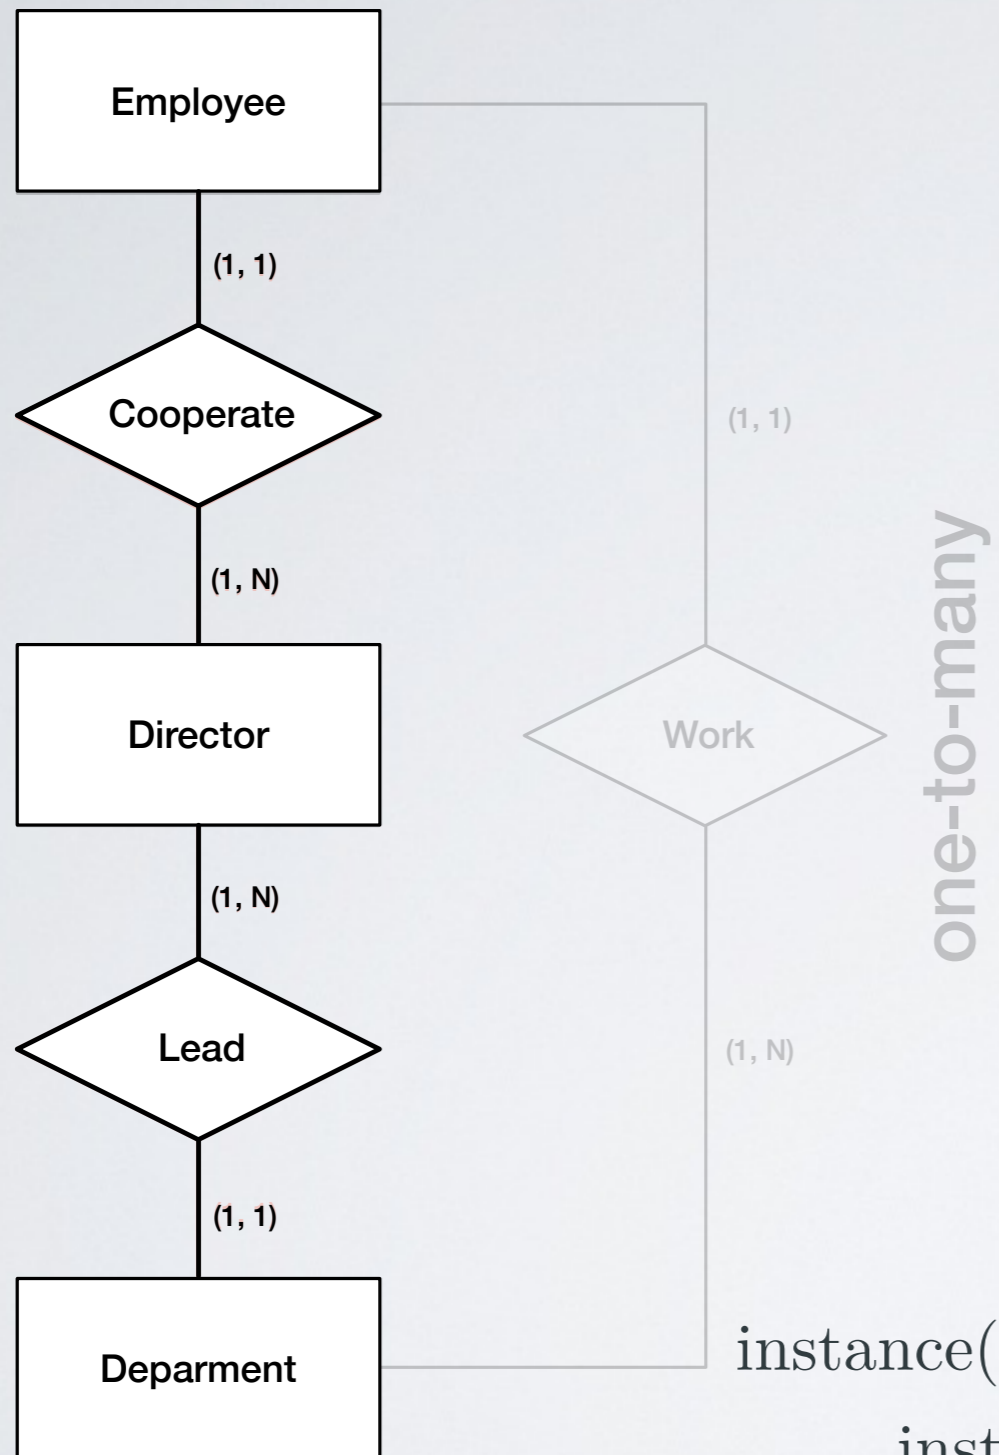 Employee
(1, 1)
Cooperate
(1, 1)
(1, N)
one-to-many
Director
Work
(1, N)
Lead
(1, N)
(1, 1)
instance(
Deparment
inst